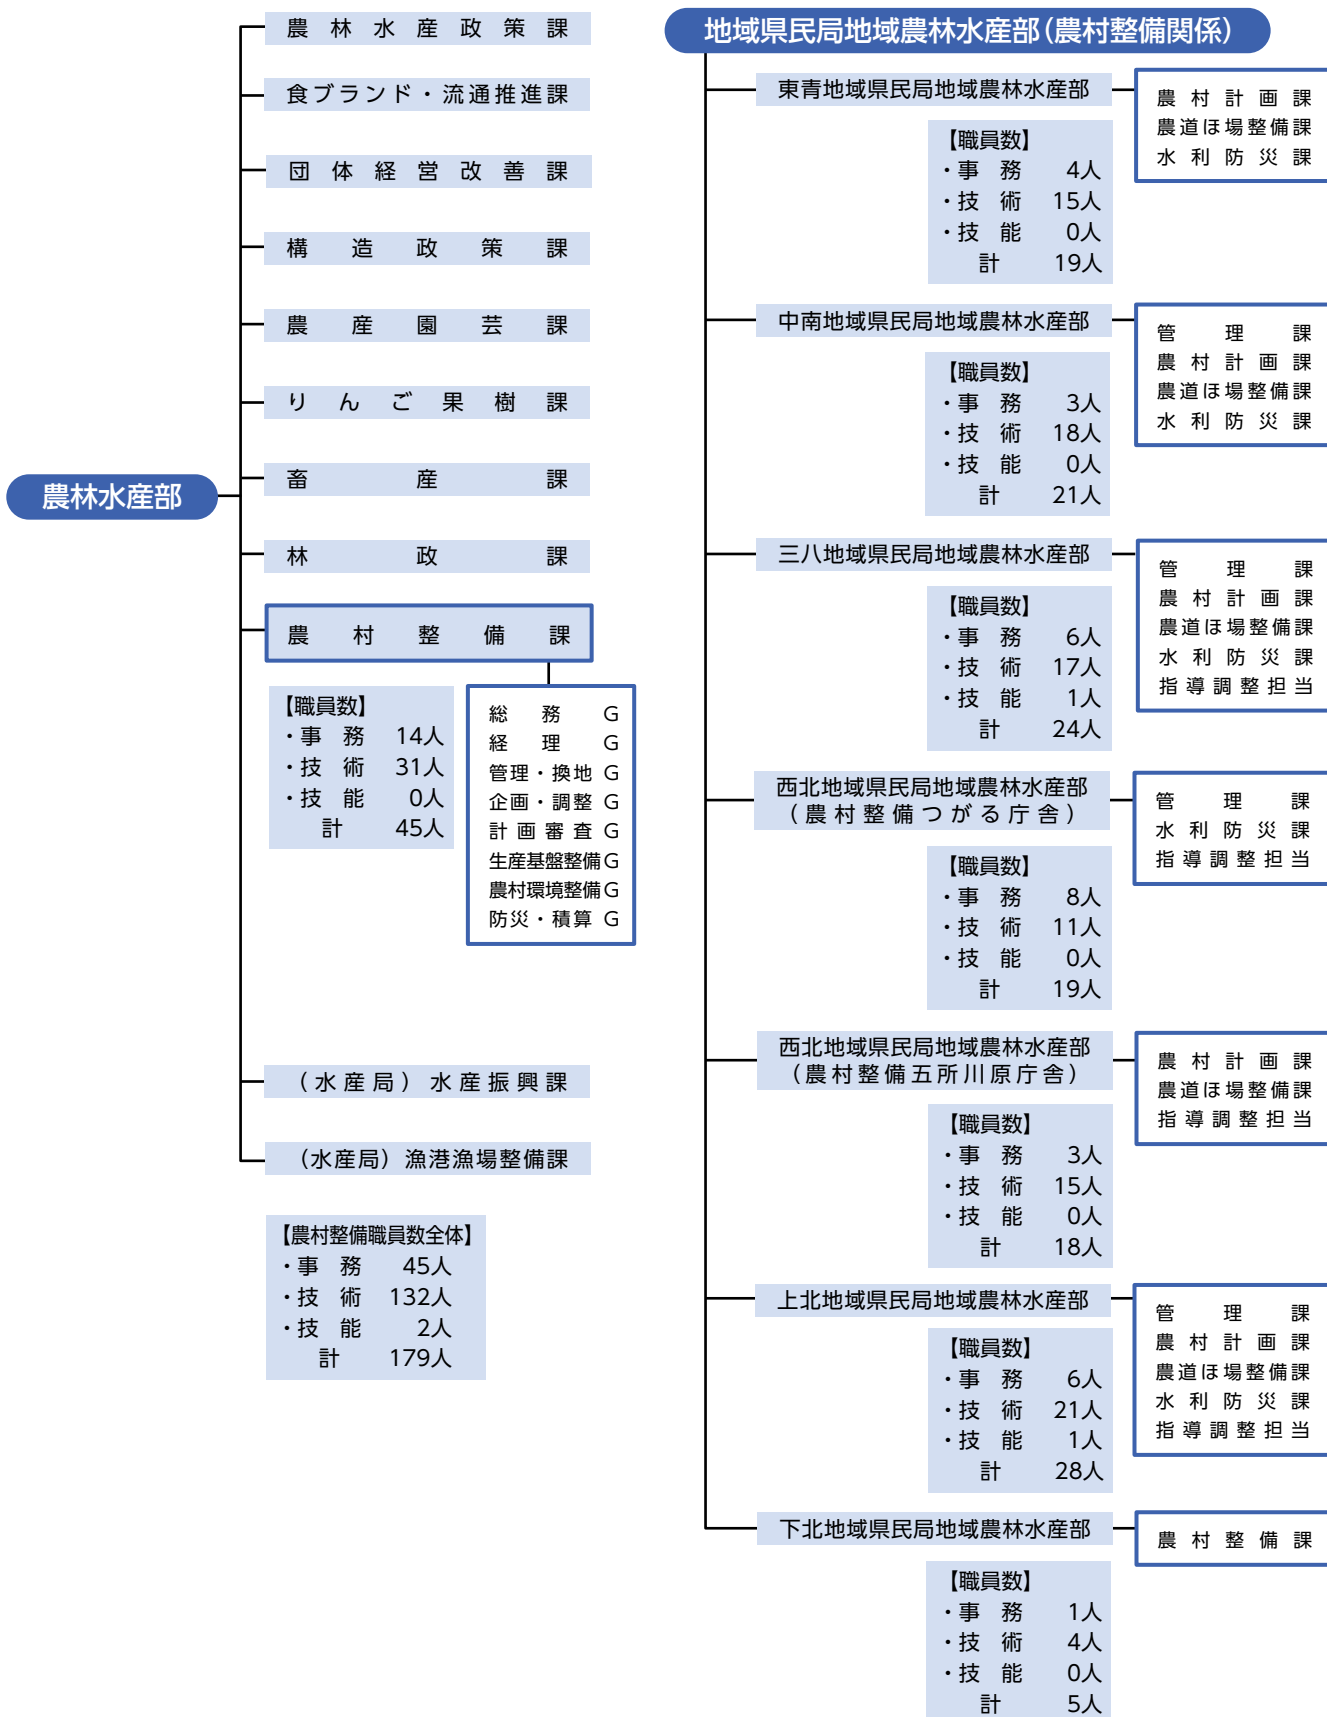 農林水産部
農林水産政策課
食ブランド・流通推進課
団体経営改善課
構造政策課
農産園芸課
りんご果樹課
畜産課
林政課
農村整備課
【職員数】
・事務 14人
・技術 31人
・技能 0人
計 45人
総務G
経理G
管理・換地G
企画・調整G
計画審査G
生産基盤整備G
農村環境整備G
防災・積算G
（水産局）水産振興課
（水産局）漁港漁場整備課
【農村整備職員数全体】
・事務 45人
・技術 132人
・技能 2人
計 179人
地域県民局地域農林水産部（農村整備関係）
東青地域県民局地域農林水産部
【職員数】
・事務 4人
・技術 15人
・技能 0人
計 19人
農村計画課
農道ほ場整備課
水利防災課
中南地域県民局地域農林水産部
【職員数】
・事務 3人
・技術 18人
・技能 0人
計 21人
管理課
農村計画課
農道ほ場整備課
水利防災課
三八地域県民局地域農林水産部
【職員数】
・事務 6人
・技術 17人
・技能 1人
計 24人
管理課
農村計画課
農道ほ場整備課
水利防災課
指導調整担当
西北地域県民局地域農林水産部
（農村整備つがる庁舎）
【職員数】
・事務 8人
・技術 11人
・技能 0人
計 19人
管理課
水利防災課
指導調整担当
西北地域県民局地域農林水産部
（農村整備五所川原庁舎）
【職員数】
・事務 3人
・技術 15人
・技能 0人
計 18人
農村計画課
農道ほ場整備課
指導調整担当
上北地域県民局地域農林水産部
【職員数】
・事務 6人
・技術 21人
・技能 1人
計 28人
管理課
農村計画課
農道ほ場整備課
水利防災課
指導調整担当
下北地域県民局地域農林水産部
【職員数】
・事務 1人
・技術 4人
・技能 0人
計 5人
農村整備課